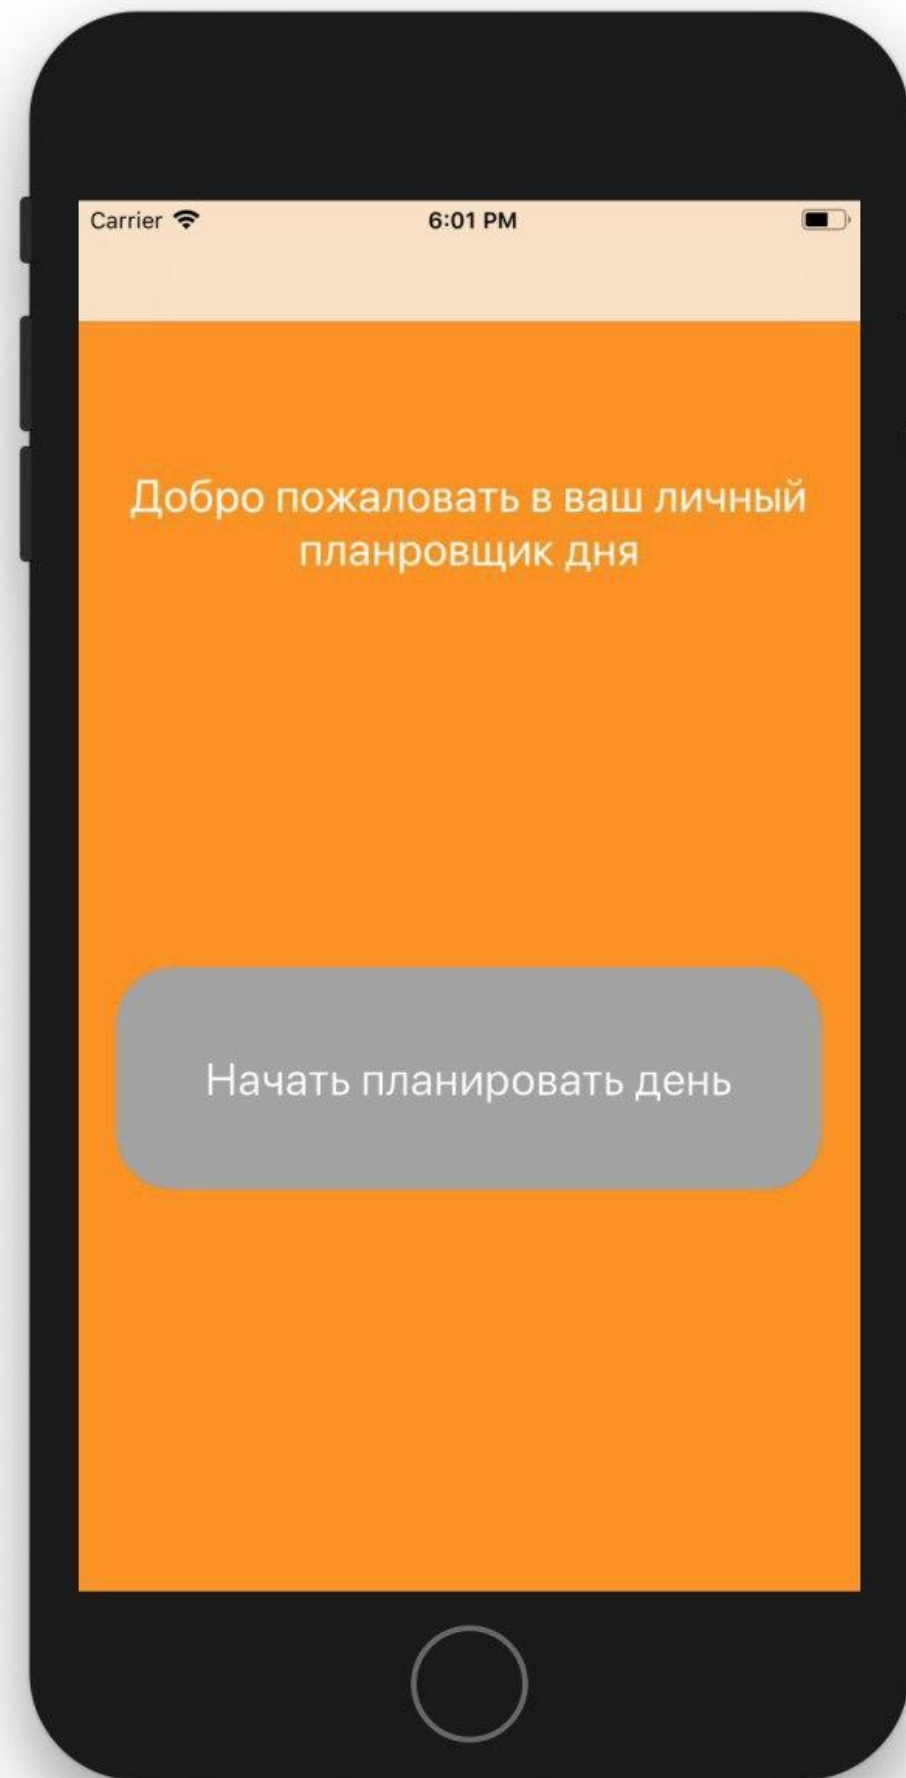 Carrier
6:01 PM
Добро пожаловать в ваш личный
планровщик дня
Начать планировать день